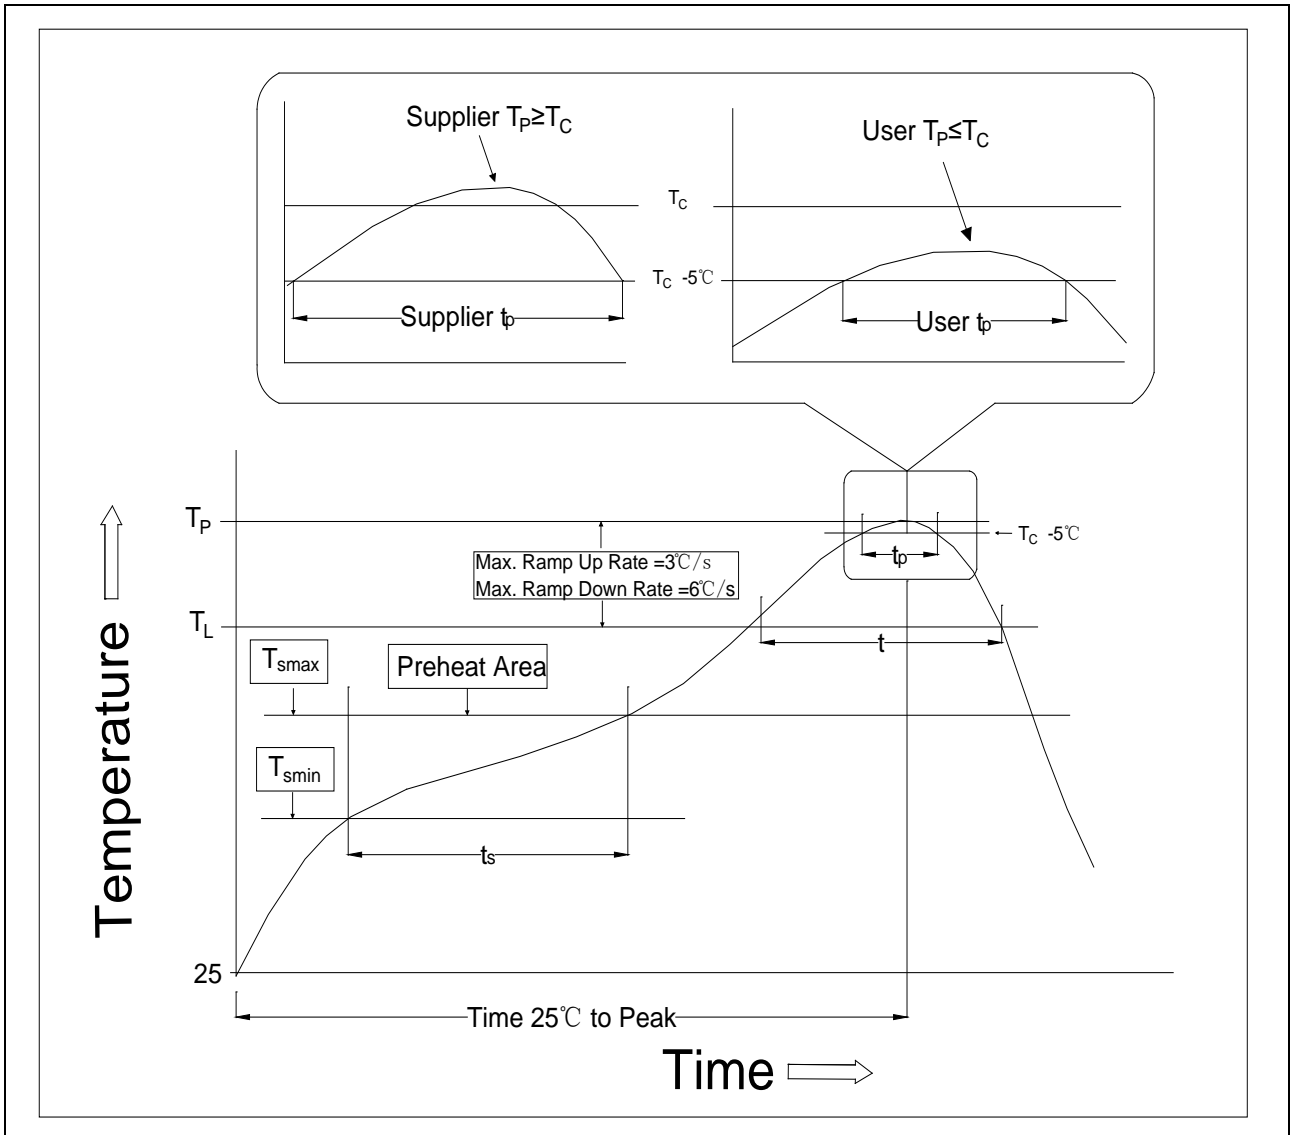 Supplier TP≥TC
User TP≤TC
TC
TC -5℃
Supplier tp
User tp
TP
TC -5℃
tp
Max. Ramp Up Rate =3℃/s
Max. Ramp Down Rate =6℃/s
TL
t
Tsmax
Preheat Area
Tsmin
ts
Temperature
25
Time 25℃ to Peak
Time